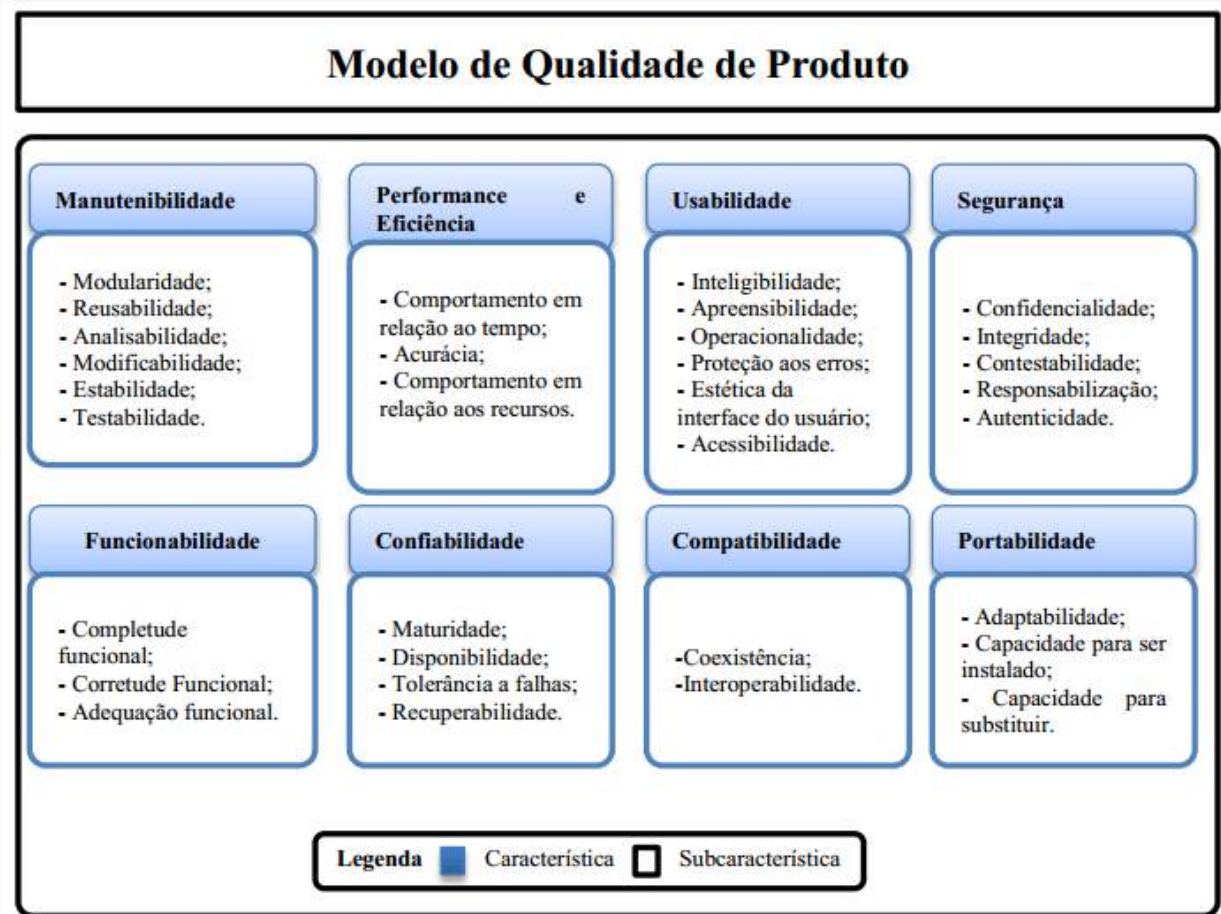 Modelo de Qualidade de Produto
Manutenibilidade
- Modularidade;
- Reusabilidade;
- Analisabilidade;
- Modificabilidade;
- Estabilidade;
- Testabilidade.
Performance e
Eficiência
- Comportamento em
relação ao tempo;
- Acurácia;
- Comportamento em
relação aos recursos.
Usabilidade
- Inteligibilidade;
- Apreensibilidade;
- Operacionalidade;
- Proteção aos erros;
- Estética da
interface do usuário;
- Acessibilidade.
Segurança
- Confidencialidade;
- Integridade;
- Contestabilidade;
- Responsabilização;
- Autenticidade.
Funcionabilidade
- Completude
funcional;
- Corretude Funcional;
- Adequação funcional.
Confiabilidade
- Maturidade;
- Disponibilidade;
- Tolerância a falhas;
- Recuperabilidade.
Compatibilidade
-Coexistência;
-Interoperabilidade.
Portabilidade
- Adaptabilidade;
- Capacidade para ser
instalado;
- Capacidade para
substituir.
Legenda Característica Subcaracterística